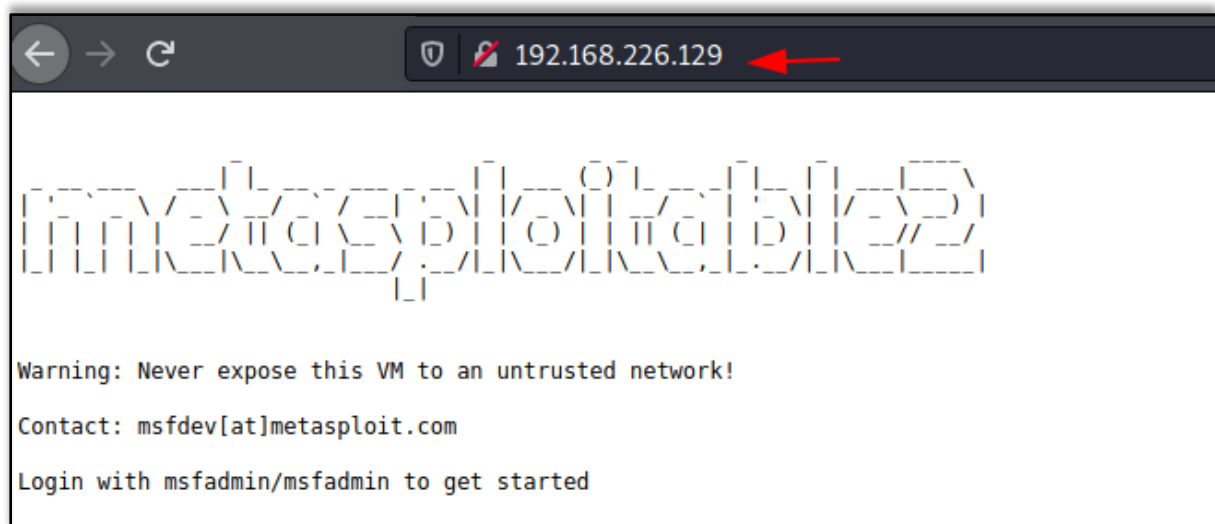 192.168.226.129
metasploitable2
Warning: Never expose this VM to an untrusted network!
Contact: msfdev[at]metasploit.com
Login with msfadmin/msfadmin to get started